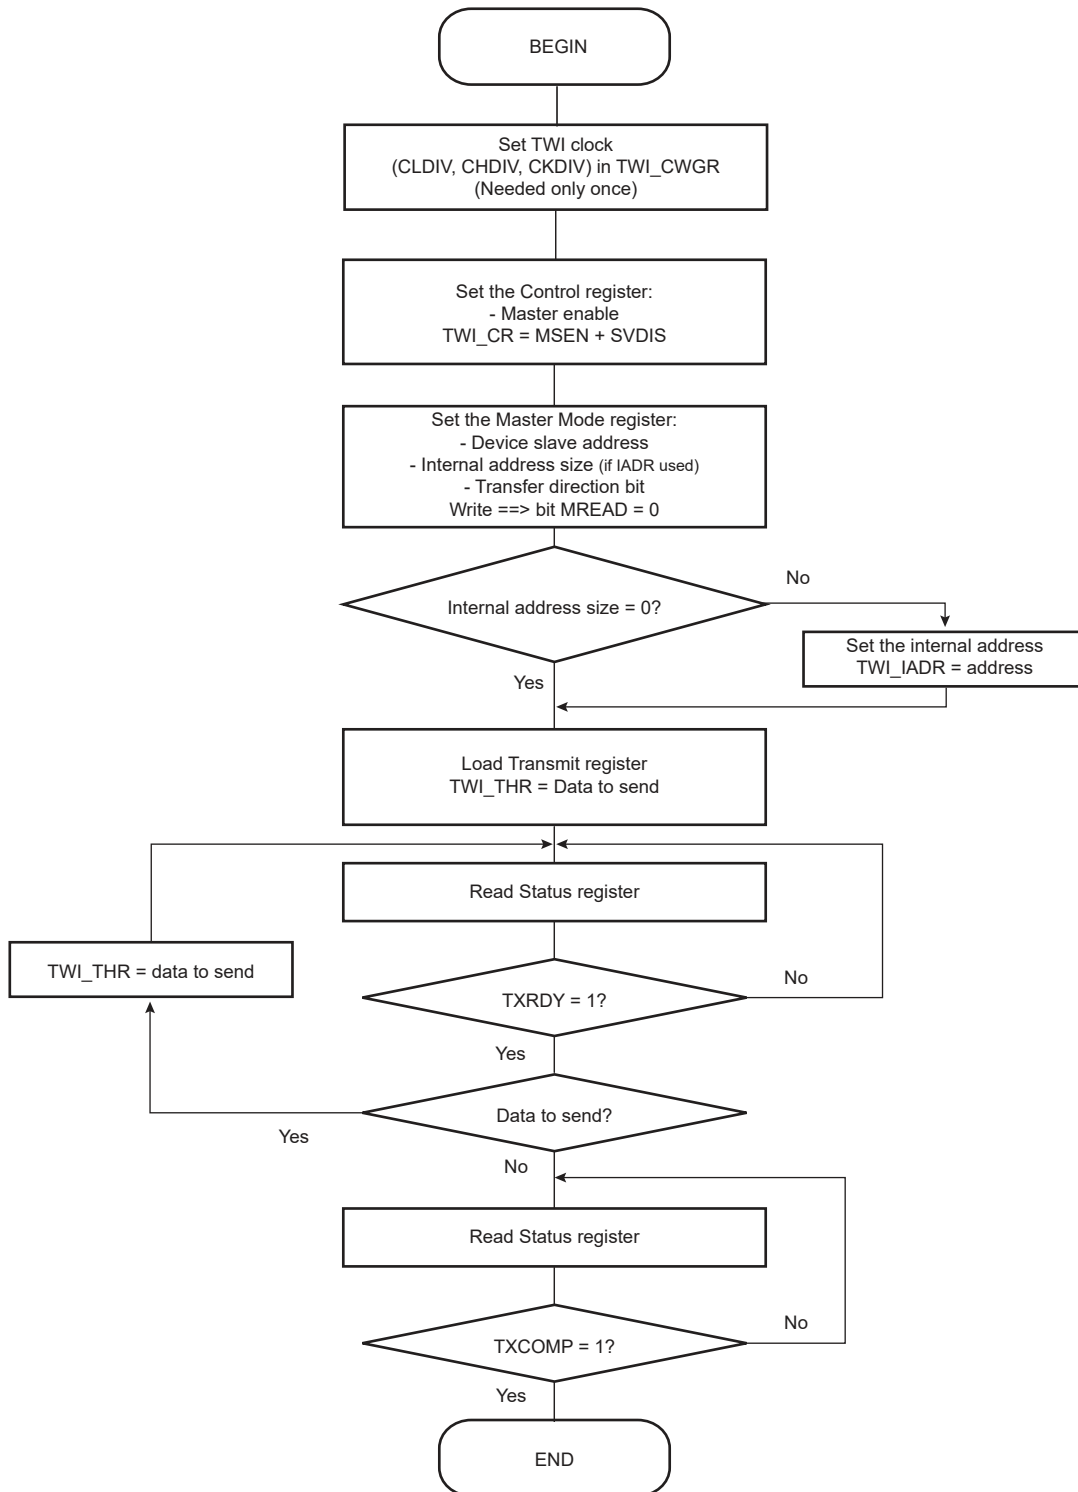 BEGIN
Set TWI clock
(CLDIV, CHDIV, CKDIV) in TWI_CWGR
(Needed only once)
Set the Control register:
- Master enable
TWI_CR = MSEN + SVDIS
Set the Master Mode register:
- Device slave address
- Internal address size (if IADR used)
- Transfer direction bit
Write ==> bit MREAD = 0
No
Internal address size = 0?
Set the internal address
TWI_IADR = address
Yes
Load Transmit register
TWI_THR = Data to send
Read Status register
TWI_THR = data to send
No
TXRDY = 1?
Yes
Data to send?
Yes
No
Read Status register
No
TXCOMP = 1?
Yes
END